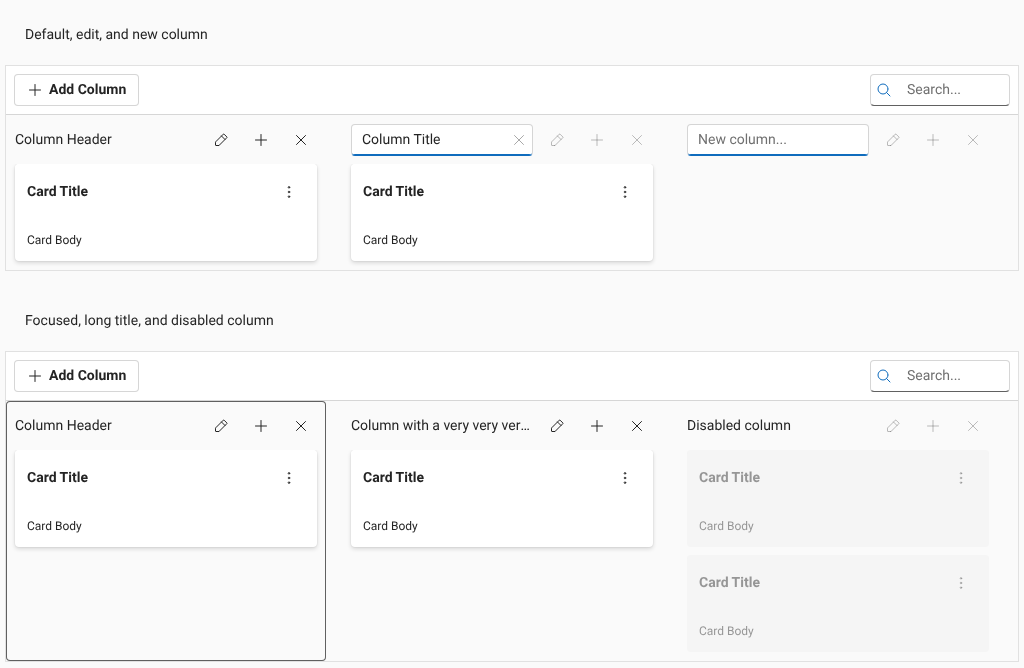 Default, edit, and new column
Add Column
Search...
Column Header
Column Title
New column...
Card Title
Card Title
Card Body
Card Body
Focused, long title, and disabled column
Add Column
Search...
Column Header
Column with a very very ver...
Disabled column
Card Title
Card Title
Card Title
Card Body
Card Body
Card Body
Card Title
Card Body